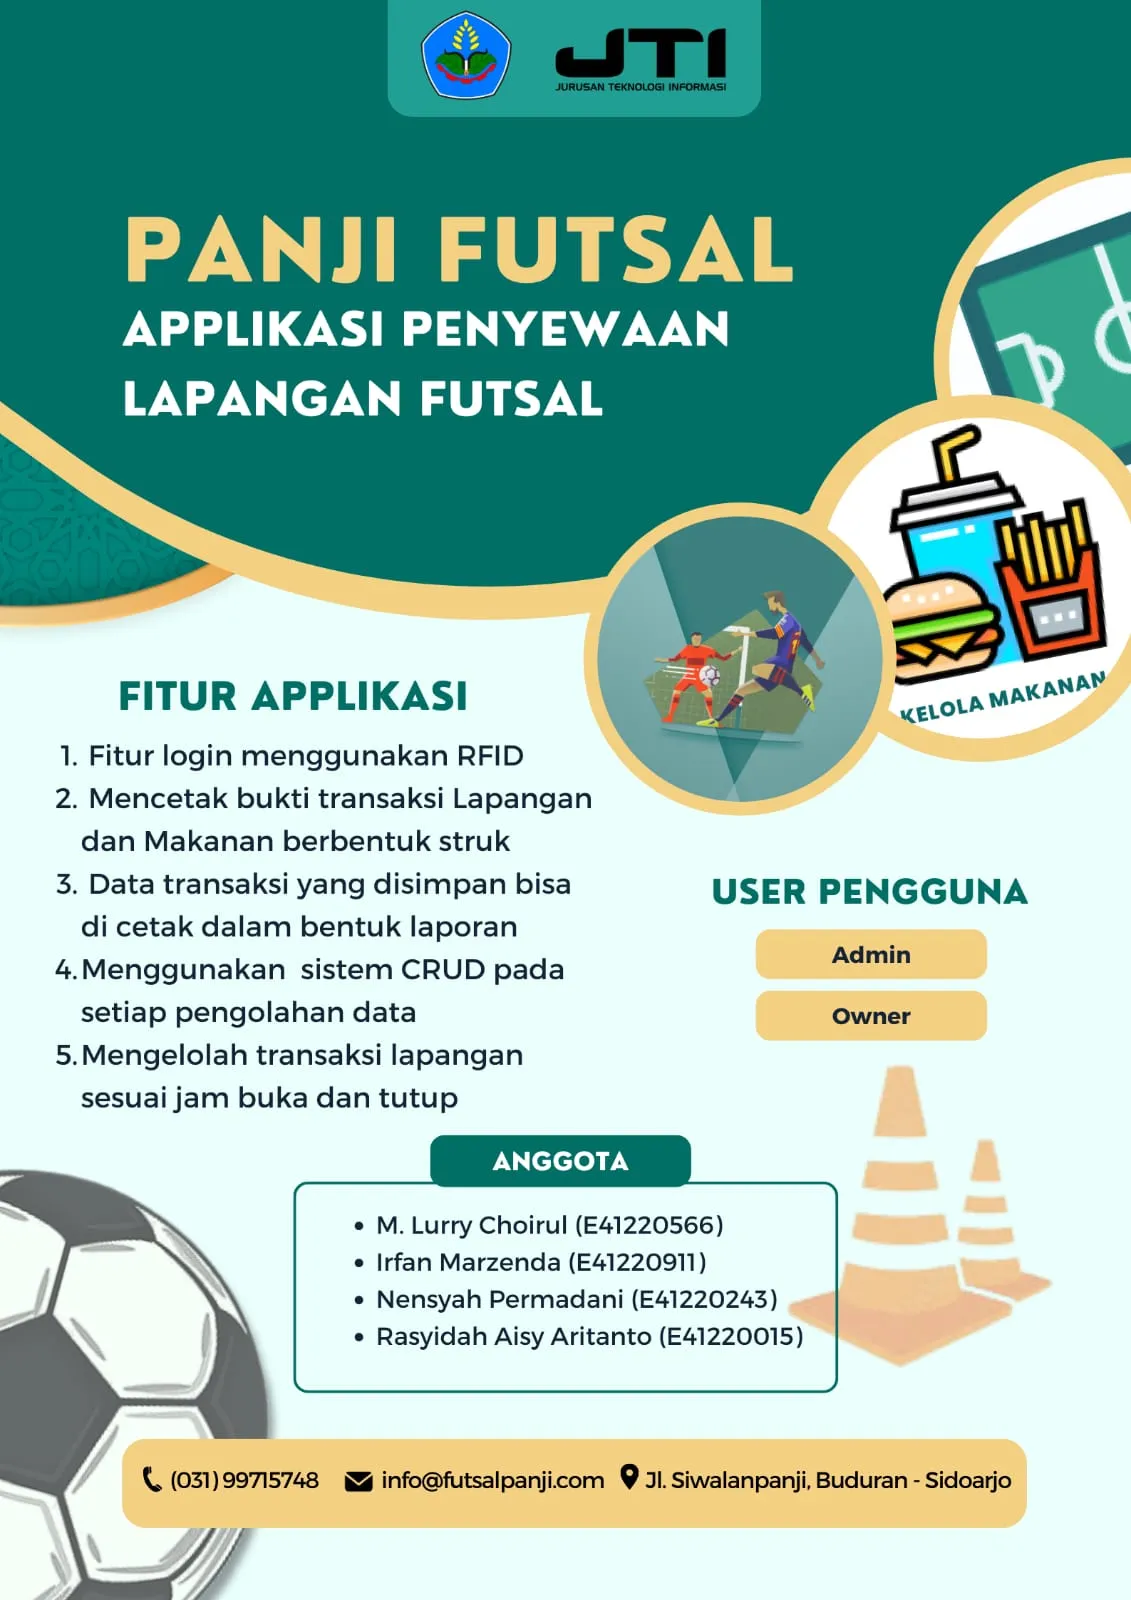 JTI
JURUSAN TEKNOLOGI INFORMASI
PANJI FUTSAL
APPLIKASI PENYEWAAN
LAPANGAN FUTSAL
KELOLA MAKANAN
FITUR APPLIKASI
1. Fitur login menggunakan RFID
2. Mencetak bukti transaksi Lapangan
dan Makanan berbentuk struk
3. Data transaksi yang disimpan bisa
di cetak dalam bentuk laporan
4. Menggunakan  sistem CRUD pada
setiap pengolahan data
5. Mengelolah transaksi lapangan
sesuai jam buka dan tutup
USER PENGGUNA
Admin
Owner
ANGGOTA
• M. Lurry Choirul (E41220566)
• Irfan Marzenda (E41220911)
• Nensyah Permadani (E41220243)
• Rasyidah Aisy Aritanto (E41220015)
(031) 99715748 info@futsalpanji.com Jl. Siwalanpanji, Buduran - Sidoarjo